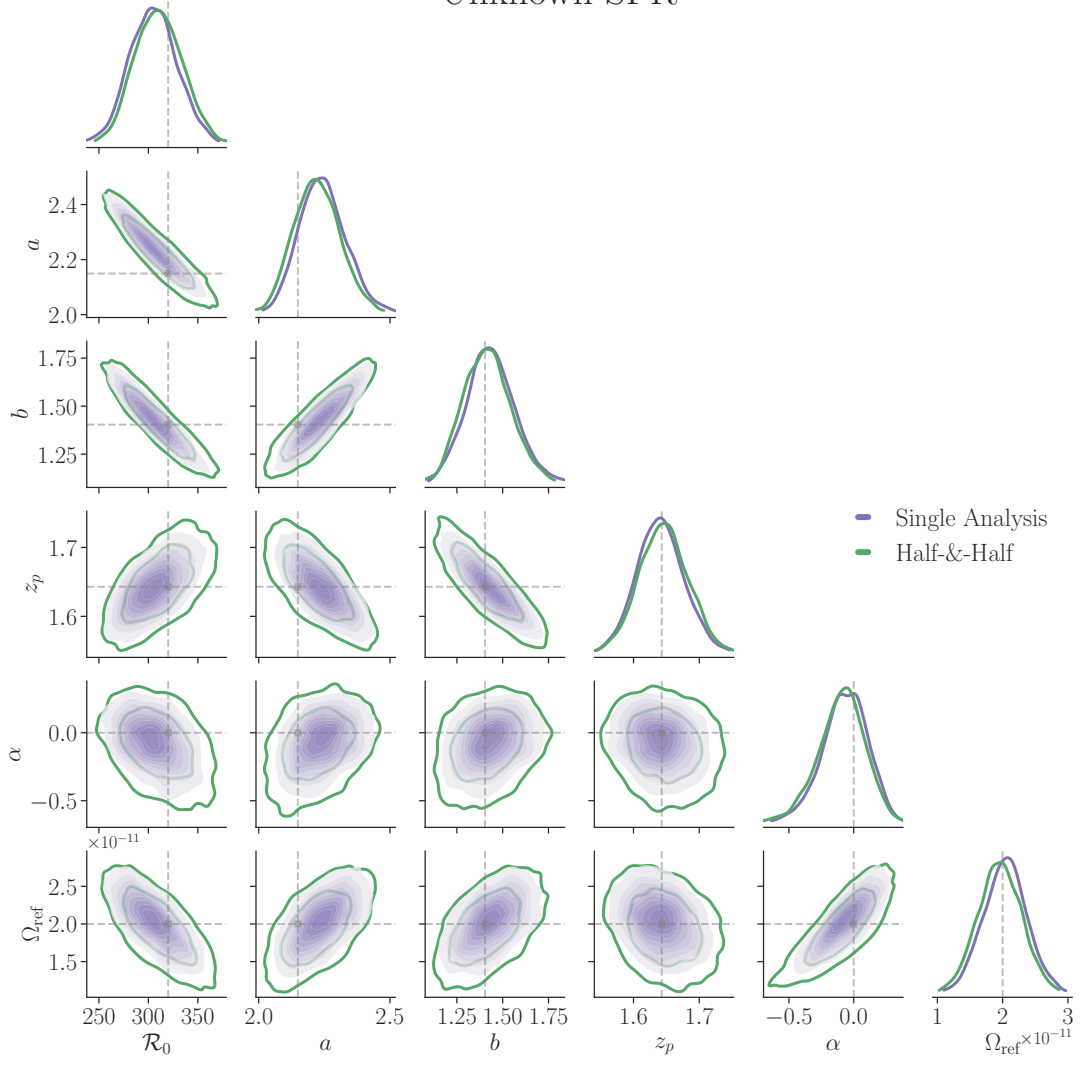 2.4
2.2
2.0
a
1.75
1.50
1.25
b
1.7
1.6
z_p
Single Analysis
Half-&-Half
0.0
−0.5
α
×10⁻¹¹
2.5
2.0
1.5
Ω_ref
250 300 350 2.0 2.5 1.25 1.50 1.75 1.6 1.7 −0.5 0.0 1 2 3
R₀ a b z_p α Ω_ref ×10⁻¹¹